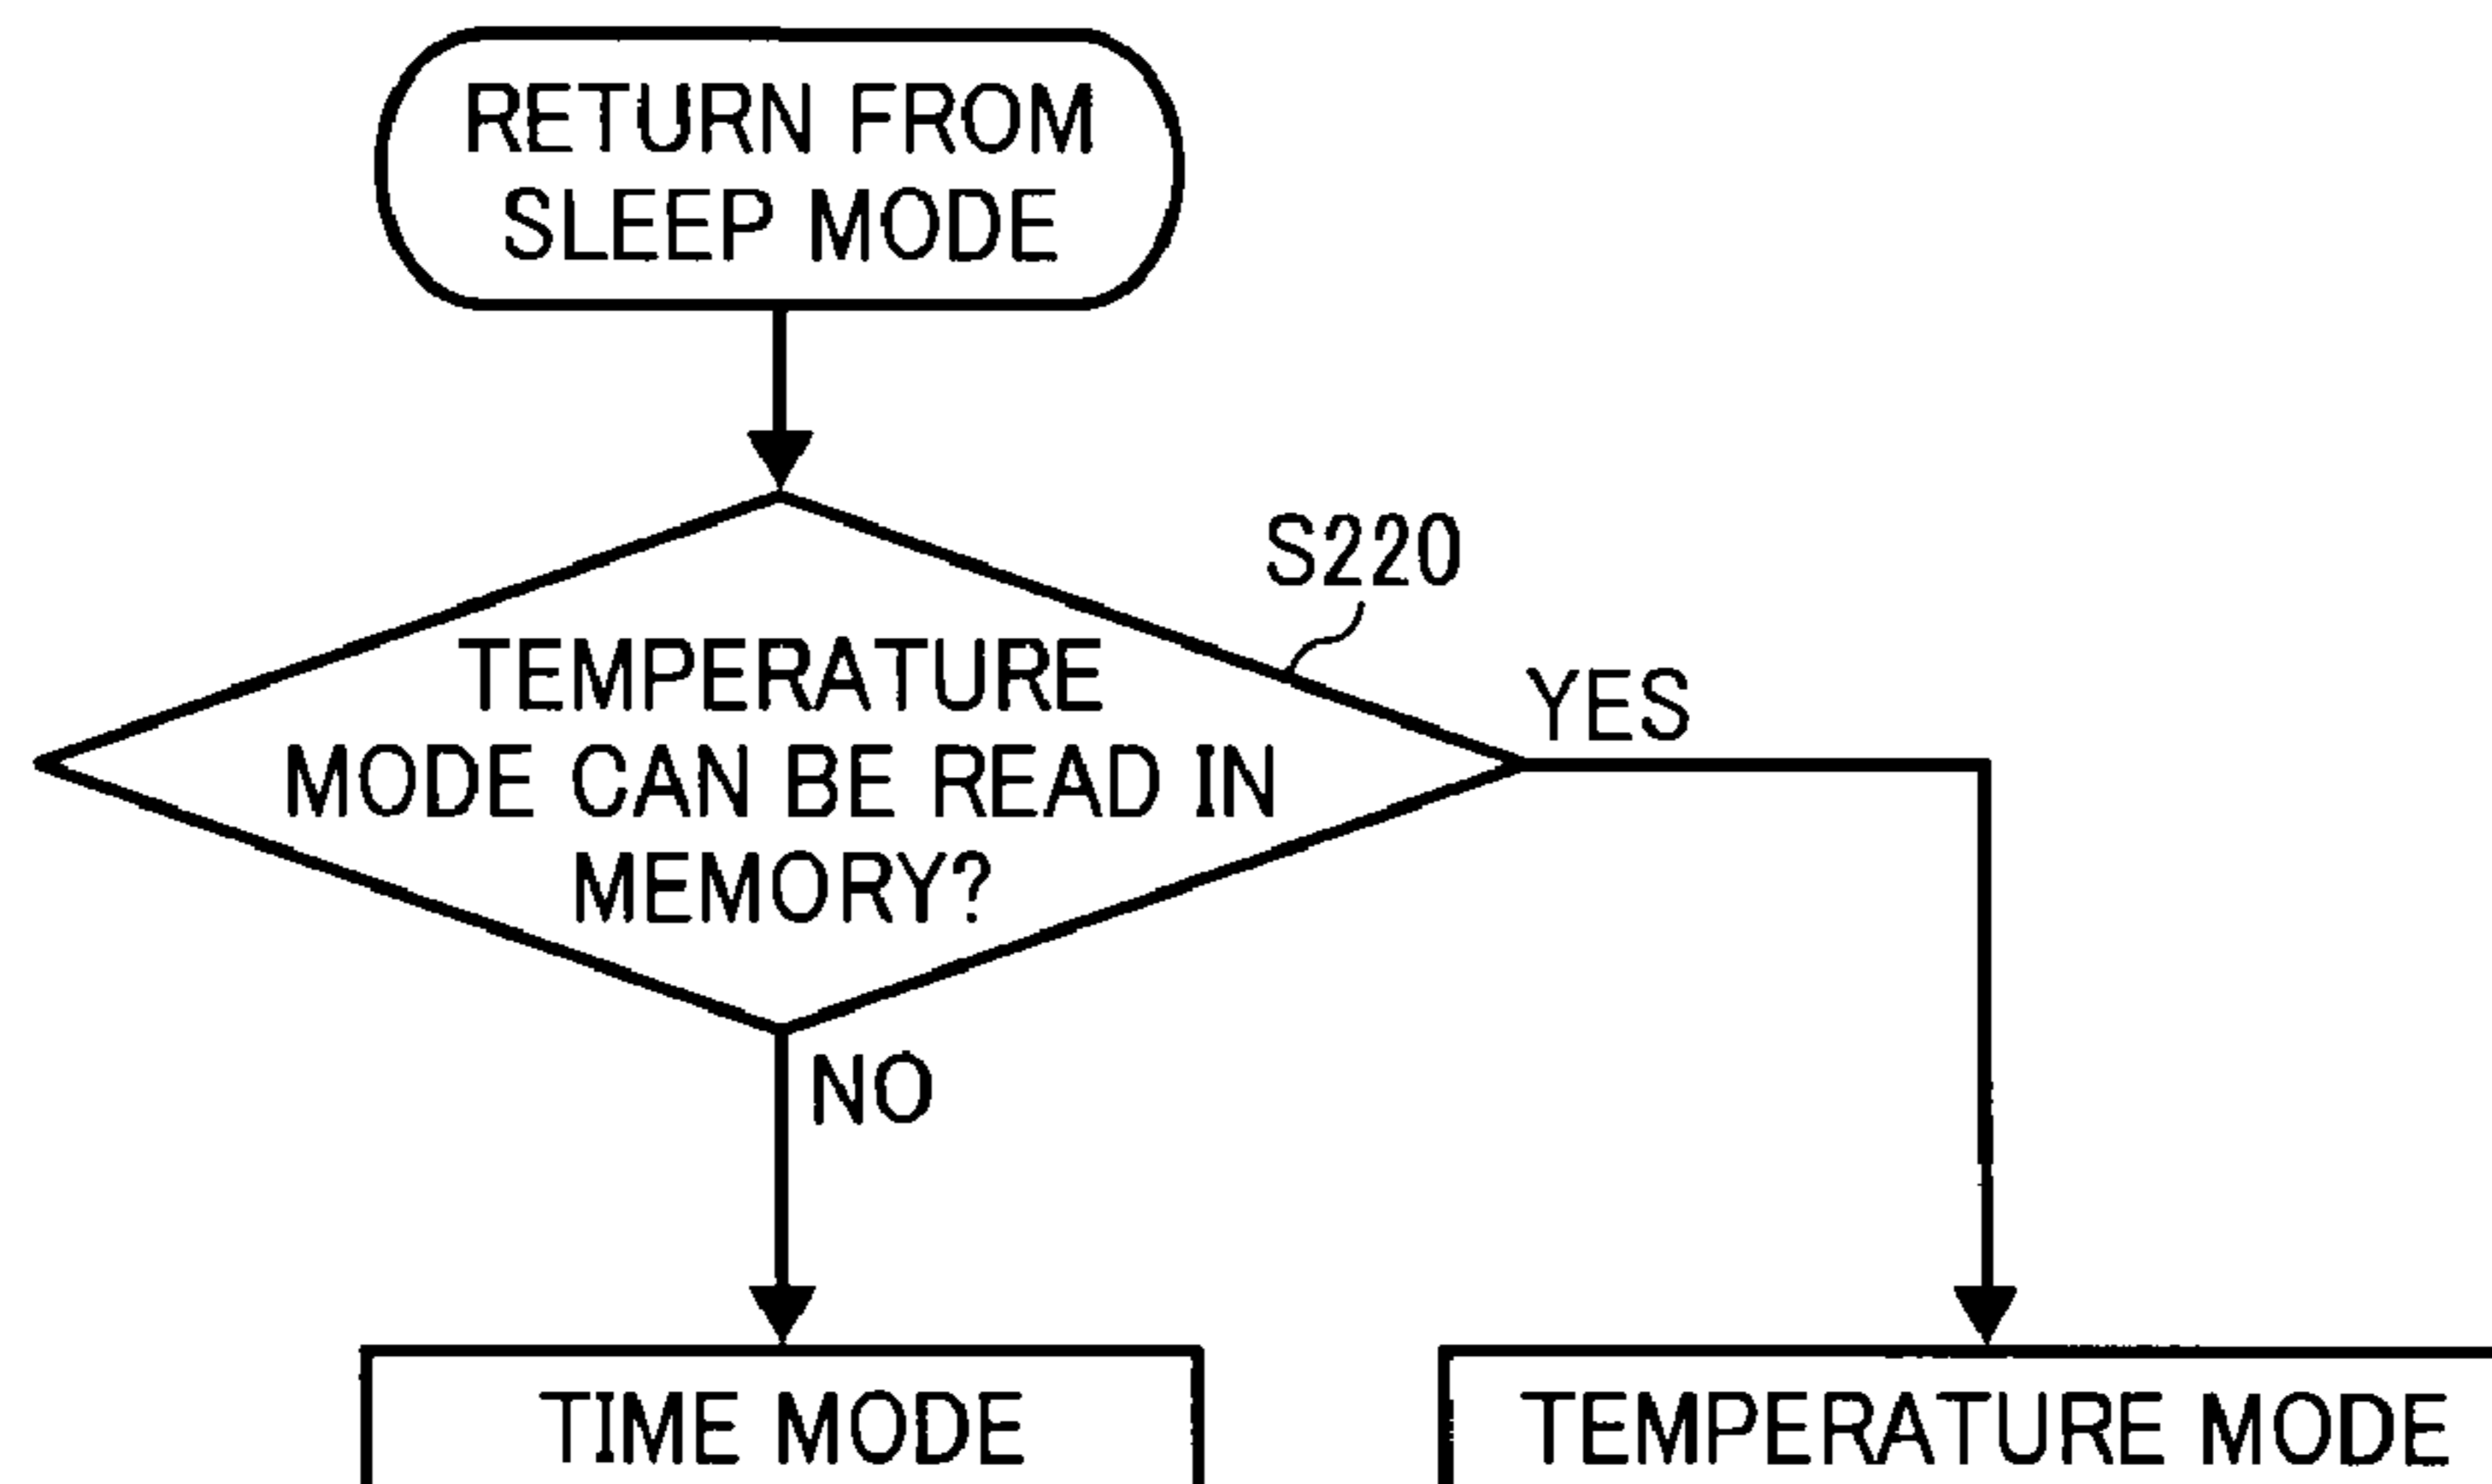 RETURN FROM
SLEEP MODE
S220
TEMPERATURE
MODE CAN BE READ IN
MEMORY?
YES
NO
TIME MODE
TEMPERATURE MODE